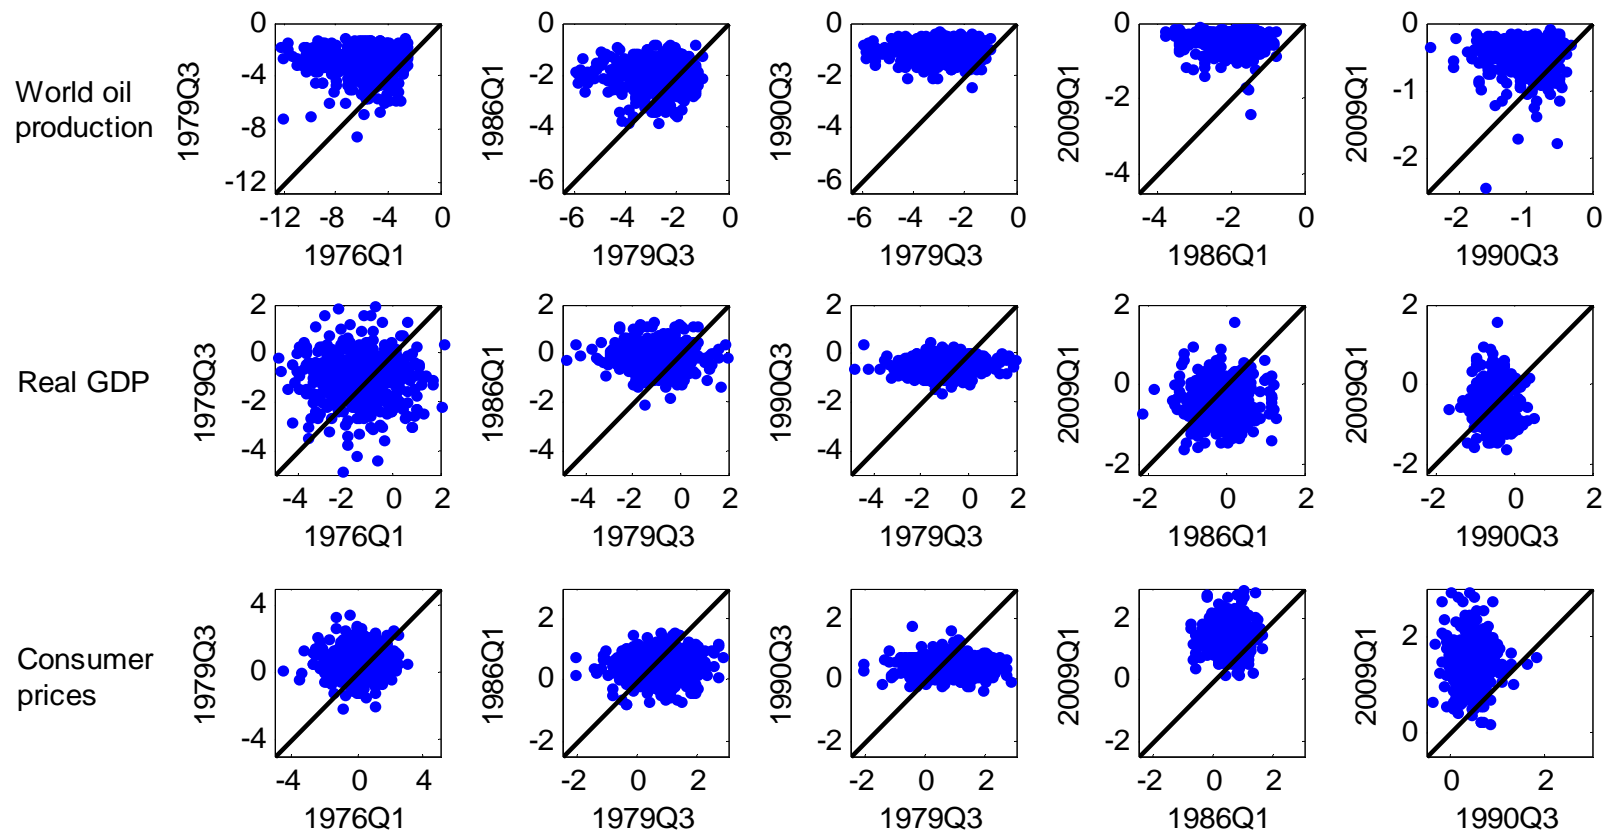 World oil
production
1979Q3
0
-4
-8
-12
-12 -8 -4 0
1976Q1
1986Q1
0
-2
-4
-6
-6 -4 -2 0
1979Q3
1990Q3
0
-2
-4
-6
-6 -4 -2 0
1979Q3
2009Q1
0
-2
-4
-4 -2 0
1986Q1
2009Q1
0
-1
-2
-2 -1 0
1990Q3
Real GDP
1979Q3
2
0
-2
-4
-4 -2 0 2
1976Q1
1986Q1
2
0
-2
-4
-4 -2 0 2
1979Q3
1990Q3
2
0
-2
-4
-4 -2 0 2
1979Q3
2009Q1
2
0
-2
-2 0 2
1986Q1
2009Q1
2
0
-2
-2 0 2
1990Q3
Consumer
prices
1979Q3
4
0
-4
-4 0 4
1976Q1
1986Q1
2
0
-2
-2 0 2
1979Q3
1990Q3
2
0
-2
-2 0 2
1979Q3
2009Q1
2
0
-2
-2 0 2
1986Q1
2009Q1
2
0
0 2
1990Q3